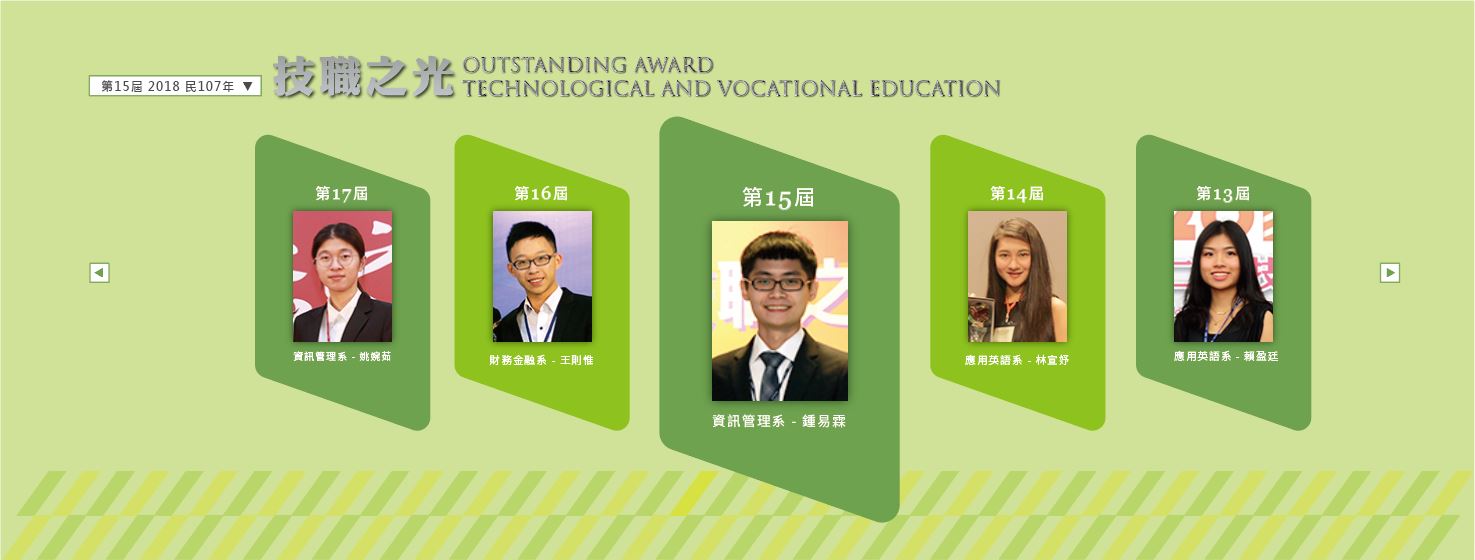 第15屆 2018 民107年 ▼
技職之光
OUTSTANDING AWARD
TECHNOLOGICAL AND VOCATIONAL EDUCATION
第17屆
資訊管理系 - 姚婉茹
第16屆
財務金融系 - 王則惟
第15屆
資訊管理系 - 鍾易霖
第14屆
應用英語系 - 林宣妤
第13屆
應用英語系 - 賴盈廷